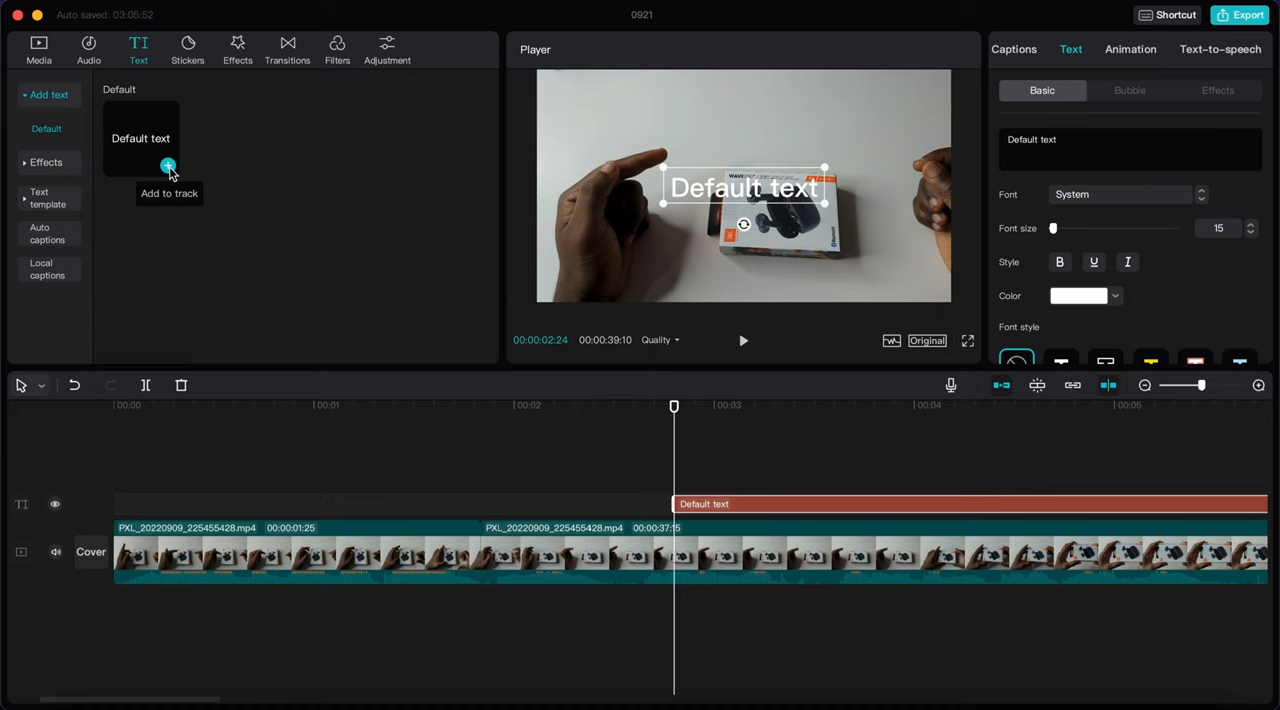 Auto saved: 03:05:52
0921
Shortcut
Export
Media
Audio
TI
Text
Stickers
Effects
Transitions
Filters
Adjustment
Add text
Default
Effects
Text
template
Auto
captions
Local
captions
Default
Default text
Add to track
Player
Default text
WAVE
JBL
Bluetooth
00:00:02:24
00:00:39:10
Quality
Original
Captions
Text
Animation
Text-to-speech
Basic
Bubble
Effects
Default text
Font
System
Font size
15
Style
B
U
I
Color
Font style
00:00
00:01
00:02
00:03
00:04
00:05
TI
Default text
PXL_20220909_225455428.mp4 00:00:01:25
PXL_20220909_225455428.mp4 00:00:37:15
Cover